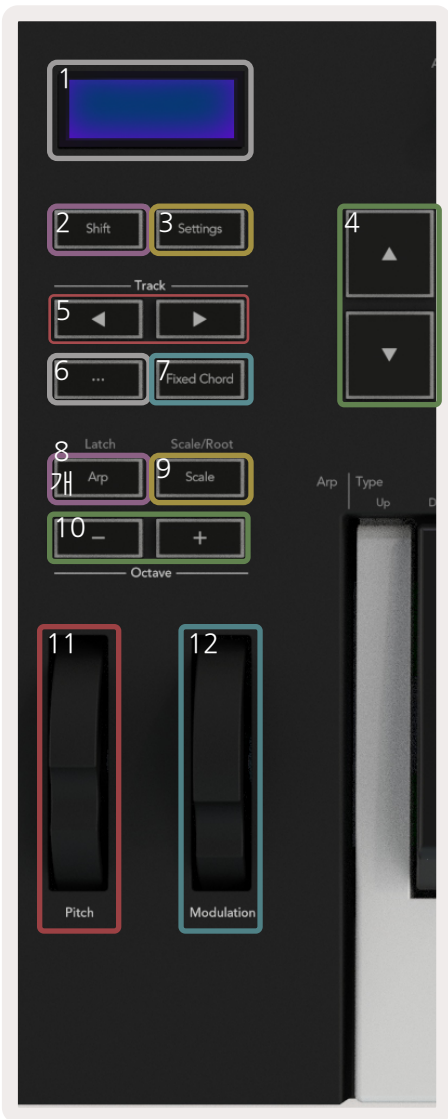 1
2 Shift
3 Settings
4 ▲
Track
5 ◀ ▶
▼
6 ...
7 Fixed Chord
Latch
Scale/Root
8
개 Arp
9 Scale
Arp
Type
Up
10 − +
Octave
11
12
Pitch
Modulation